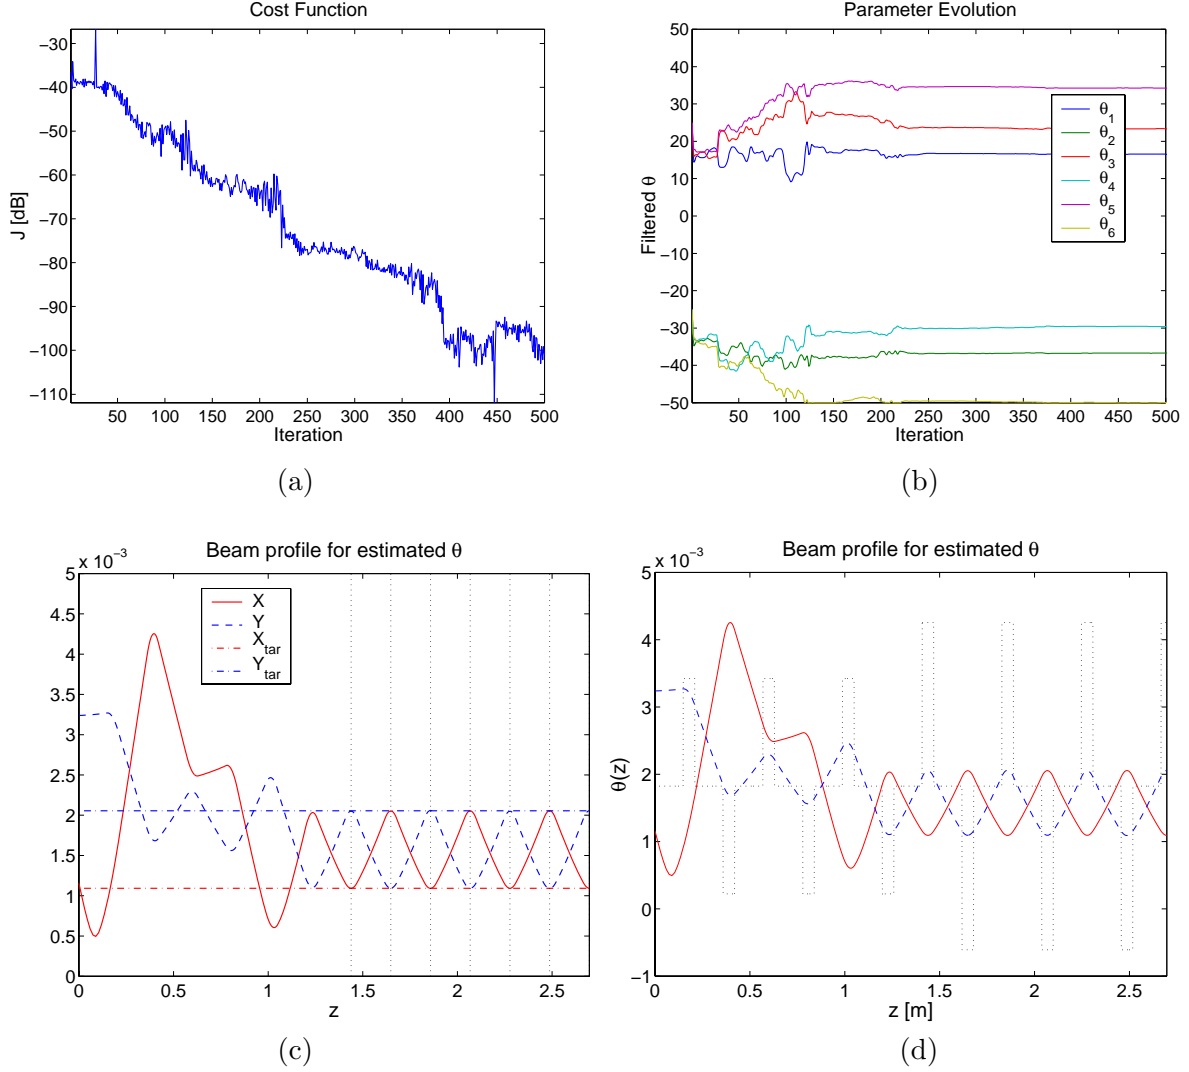 Cost Function
−30
−40
−50
−60
−70
−80
−90
−100
−110
J [dB]
50 100 150 200 250 300 350 400 450 500
Iteration
(a)
Parameter Evolution
50
40
30
20
10
0
−10
−20
−30
−40
−50
Filtered θ
θ1
θ2
θ3
θ4
θ5
θ6
50 100 150 200 250 300 350 400 450 500
Iteration
(b)
Beam profile for estimated θ
x 10−3
5
4.5
4
3.5
3
2.5
2
1.5
1
0.5
0
X
Y
Xtar
Ytar
0 0.5 1 1.5 2 2.5
z
(c)
Beam profile for estimated θ
x 10−3
5
4
3
2
1
0
−1
θ(z)
0 0.5 1 1.5 2 2.5
z [m]
(d)